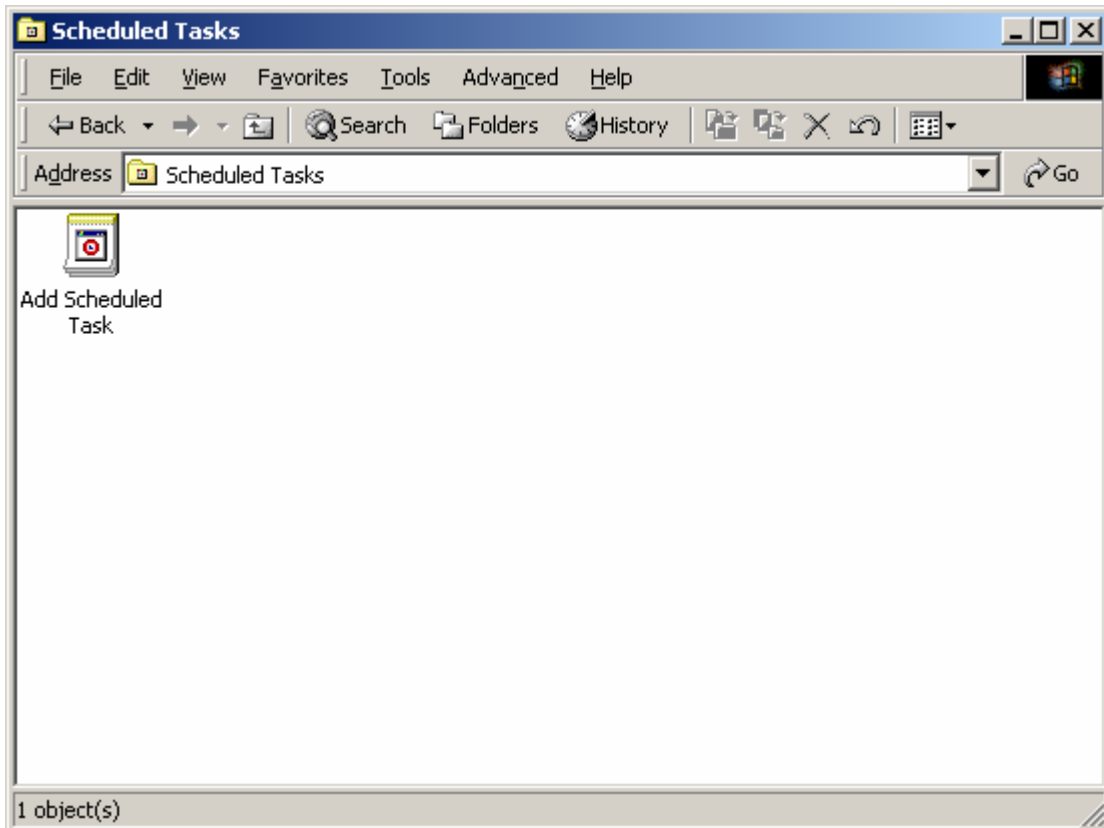 Scheduled Tasks
File Edit View Favorites Tools Advanced Help
Back Search Folders History
Address Scheduled Tasks Go
Add Scheduled
Task
1 object(s)